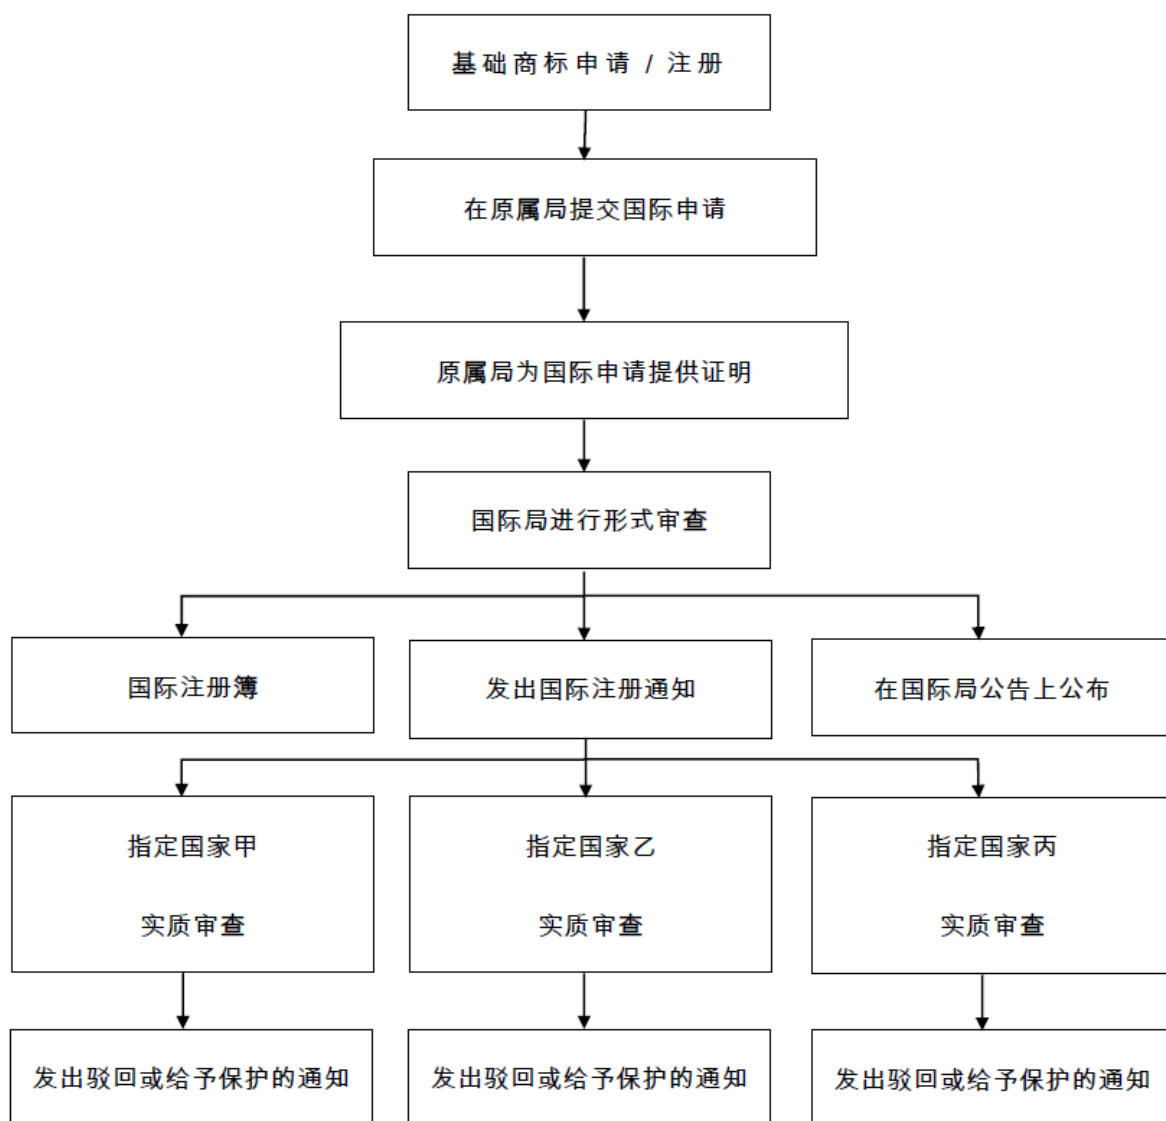 基础商标申请 / 注册
在原属局提交国际申请
原属局为国际申请提供证明
国际局进行形式审查
国际注册簿
发出国际注册通知
在国际局公告上公布
指定国家甲
实质审查
指定国家乙
实质审查
指定国家丙
实质审查
发出驳回或给予保护的通知
发出驳回或给予保护的通知
发出驳回或给予保护的通知